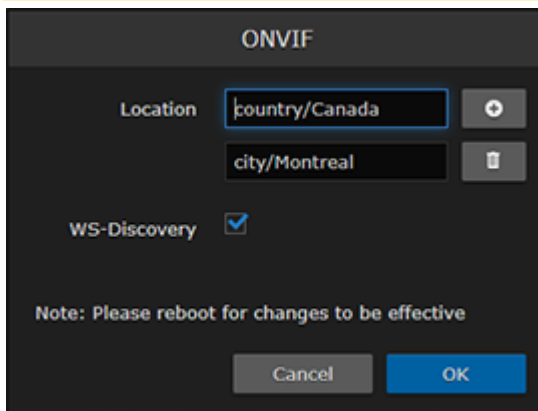 ONVIF
Location country/Canada
city/Montreal
WS-Discovery
Note: Please reboot for changes to be effective
Cancel OK